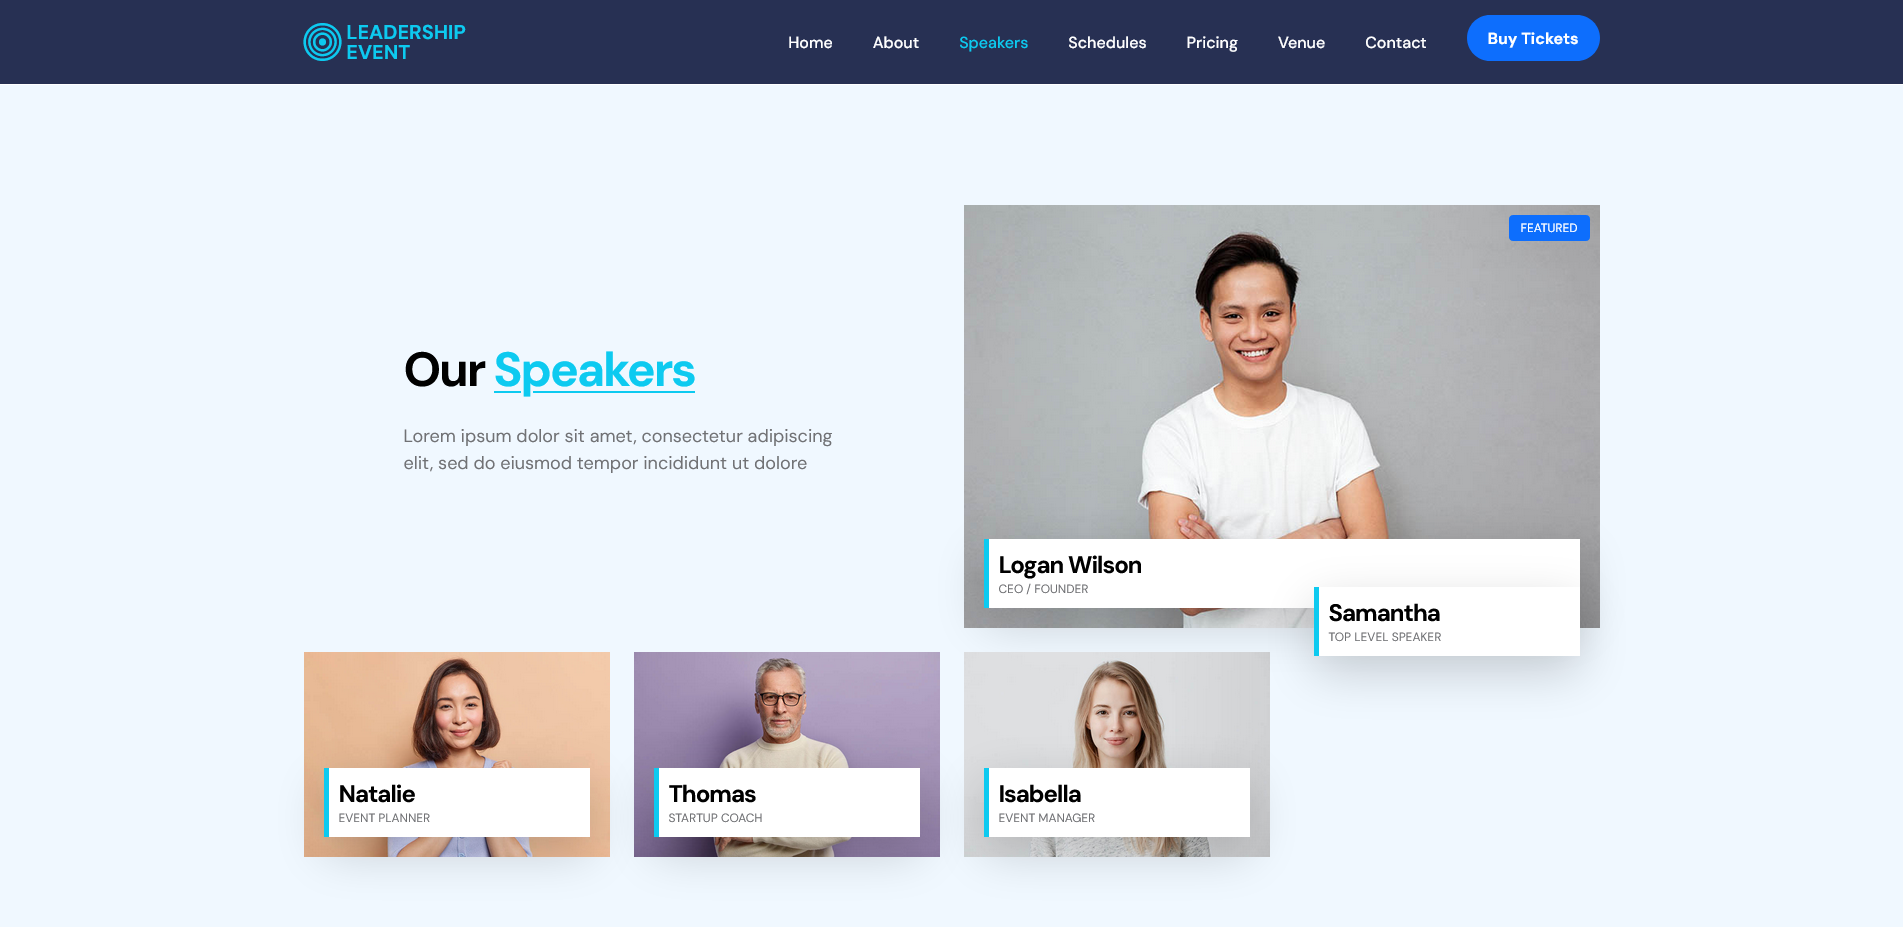 LEADERSHIP
EVENT
Home About Speakers Schedules Pricing Venue Contact Buy Tickets
FEATURED
Our Speakers
Lorem ipsum dolor sit amet, consectetur adipiscing
elit, sed do eiusmod tempor incididunt ut dolore
Logan Wilson
CEO / FOUNDER
Samantha
TOP LEVEL SPEAKER
Natalie
EVENT PLANNER
Thomas
STARTUP COACH
Isabella
EVENT MANAGER